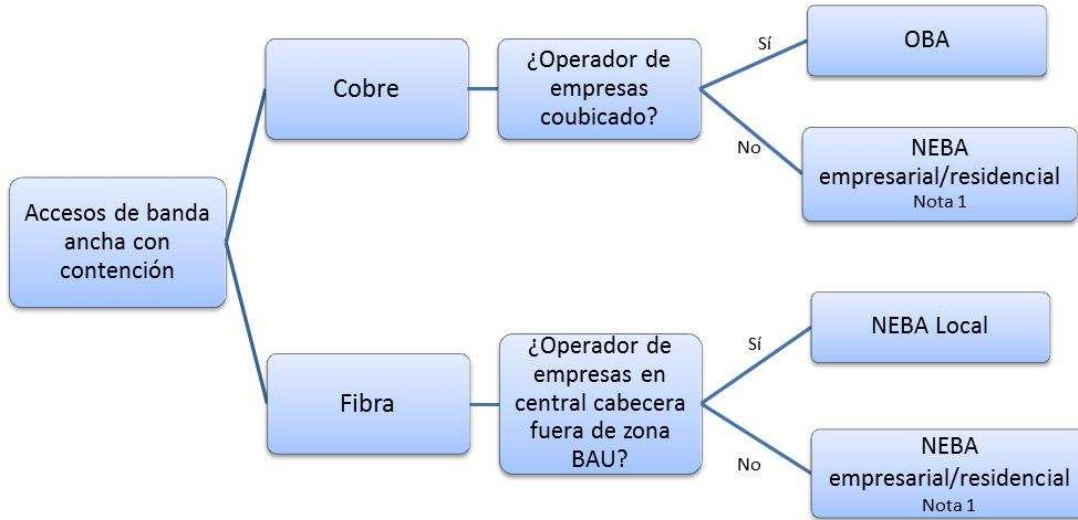 Accesos de banda
ancha con
contención
Cobre
¿Operador de
empresas
coubicado?
Sí
OBA
No
NEBA
empresarial/residencial
Nota 1
Fibra
¿Operador de
empresas en
central cabecera
fuera de zona
BAU?
Sí
NEBA Local
No
NEBA
empresarial/residencial
Nota 1